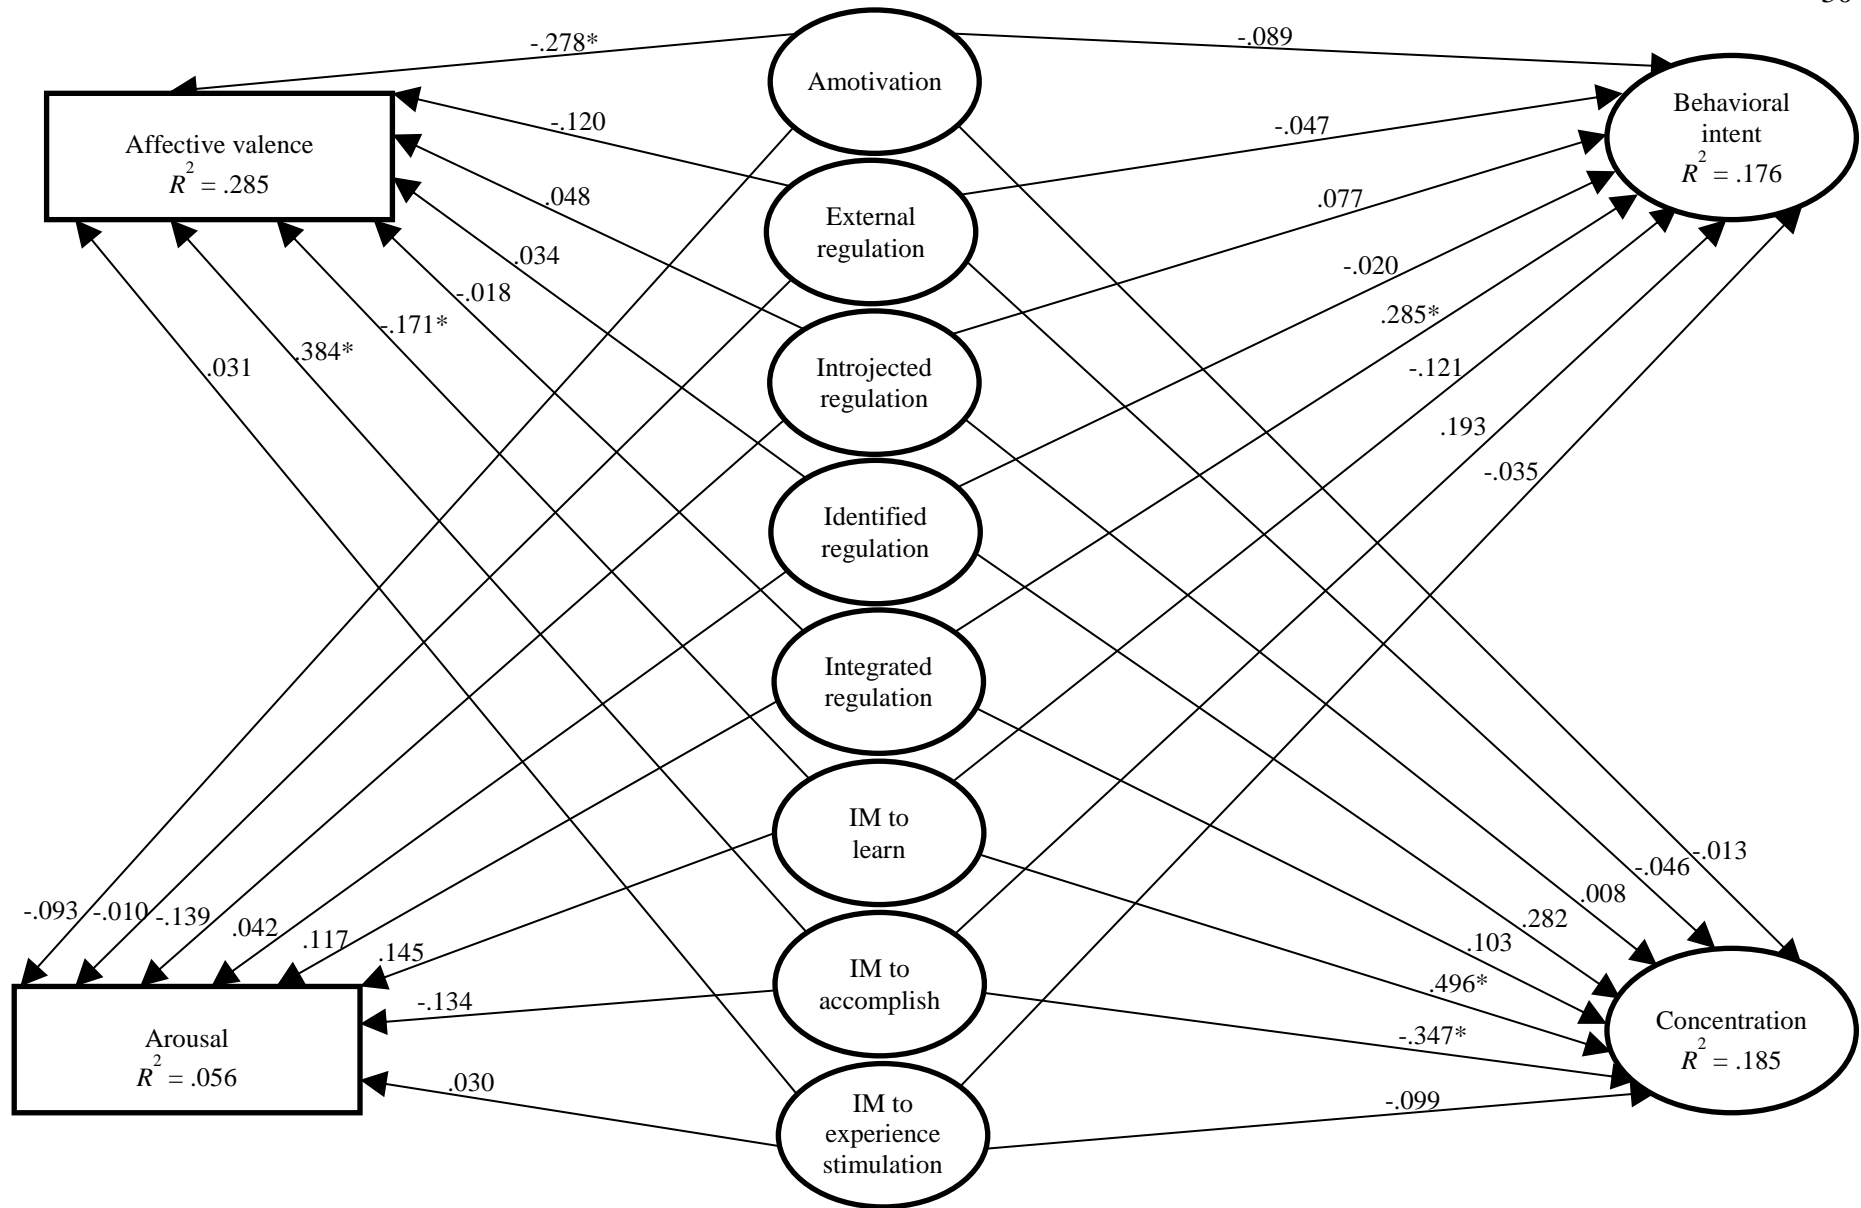 -.278*
-.089
Amotivation
Behavioral
intent
R² = .176
Affective valence
R² = .285
-.120
-.047
.048
.077
External
regulation
.034
-.020
-.018
.285*
-.171*
.384*
.031
-.121
Introjected
regulation
.193
-.035
Identified
regulation
Integrated
regulation
IM to
learn
-.013
-.046
.008
.282
.103
.496*
-.093
-.010
-.139
.042
.117
.145
IM to
accomplish
-.134
-.347*
Arousal
R² = .056
Concentration
R² = .185
.030
-.099
IM to
experience
stimulation